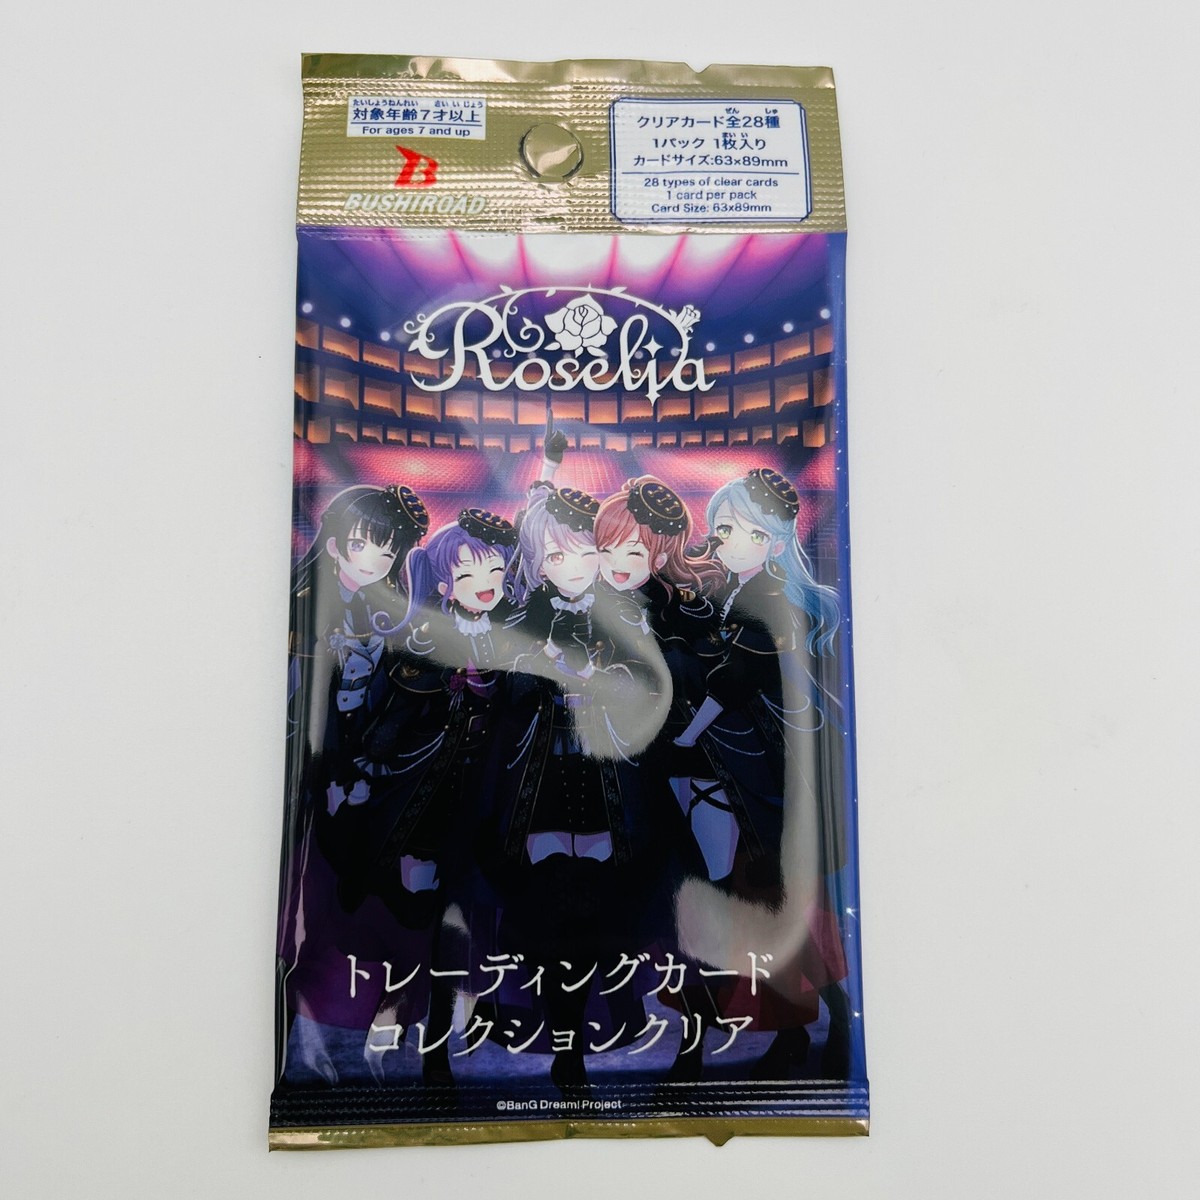 たいしょうねんれい さい いじょう
対象年齢7才以上
For ages 7 and up
B
BUSHIROAD
ぜん しゅ
クリアカード全28種
まい い
1パック 1枚入り
カードサイズ:63×89mm
28 types of clear cards
1 card per pack
Card Size: 63x89mm
Roselia
トレーディングカード
コレクションクリア
©BanG Dream! Project